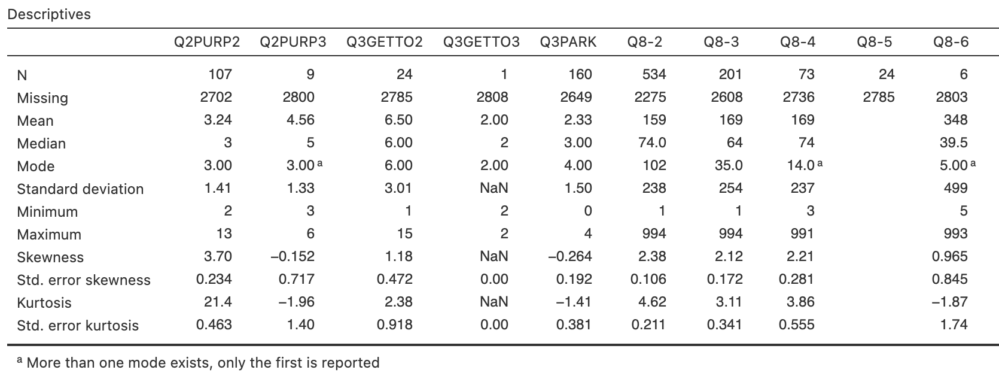 Descriptives
Q2PURP2 Q2PURP3 Q3GETTO2 Q3GETTO3 Q3PARK Q8-2 Q8-3 Q8-4 Q8-5 Q8-6
N 107 9 24 1 160 534 201 73 24 6
Missing 2702 2800 2785 2808 2649 2275 2608 2736 2785 2803
Mean 3.24 4.56 6.50 2.00 2.33 159 169 169 348
Median 3 5 6.00 2 3.00 74.0 64 74 39.5
Mode 3.00 3.00 ᵃ 6.00 2.00 4.00 102 35.0 14.0 ᵃ 5.00 ᵃ
Standard deviation 1.41 1.33 3.01 NaN 1.50 238 254 237 499
Minimum 2 3 1 2 0 1 1 3 5
Maximum 13 6 15 2 4 994 994 991 993
Skewness 3.70 −0.152 1.18 NaN −0.264 2.38 2.12 2.21 0.965
Std. error skewness 0.234 0.717 0.472 0.00 0.192 0.106 0.172 0.281 0.845
Kurtosis 21.4 −1.96 2.38 NaN −1.41 4.62 3.11 3.86 −1.87
Std. error kurtosis 0.463 1.40 0.918 0.00 0.381 0.211 0.341 0.555 1.74
ᵃ More than one mode exists, only the first is reported